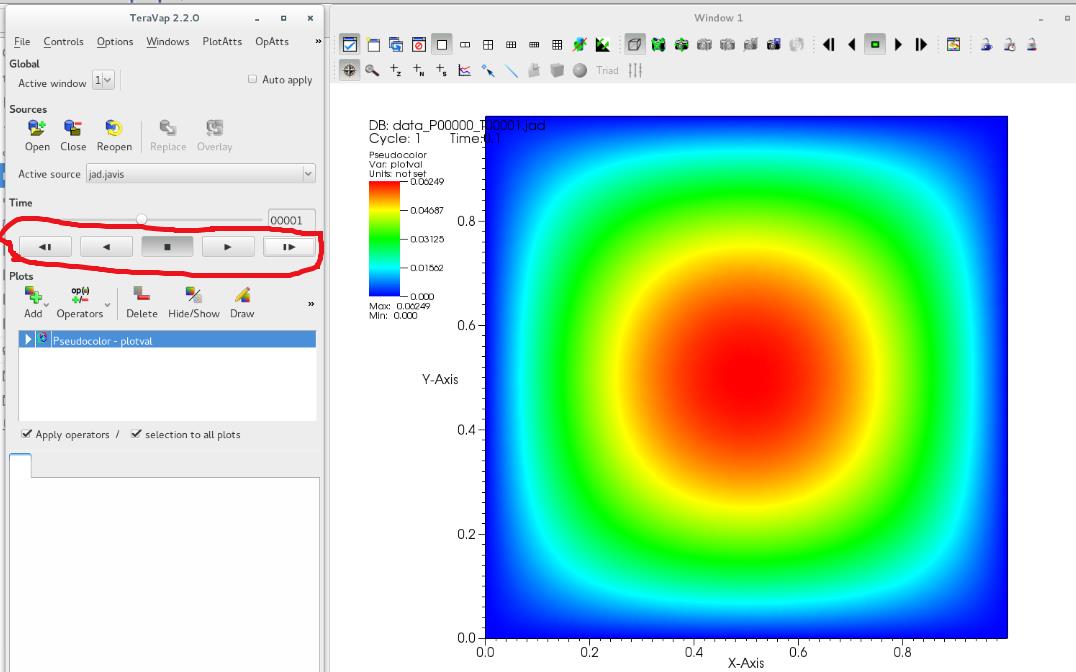 TeraVap 2.2.0
Window 1
File Controls Options Windows PlotAtts OpAtts »
Global
Active window 1
Auto apply
Sources
Open Close Reopen Replace Overlay
Active source jad.javis
Time
00001
Plots
Add Operators Delete Hide/Show Draw »
op(+)
Pseudocolor - plotval
Apply operators / selection to all plots
Triad
DB: data_P00000_T00001.jad
Cycle: 1 Time:0.1
Pseudocolor
Var: plotval
Units: not set
0.06249
0.04687
0.03125
0.01562
0.000
Max: 0.06249
Min: 0.000
0.8
0.6
Y-Axis
0.4
0.2
0.0
0.0 0.2 0.4 0.6 0.8
X-Axis